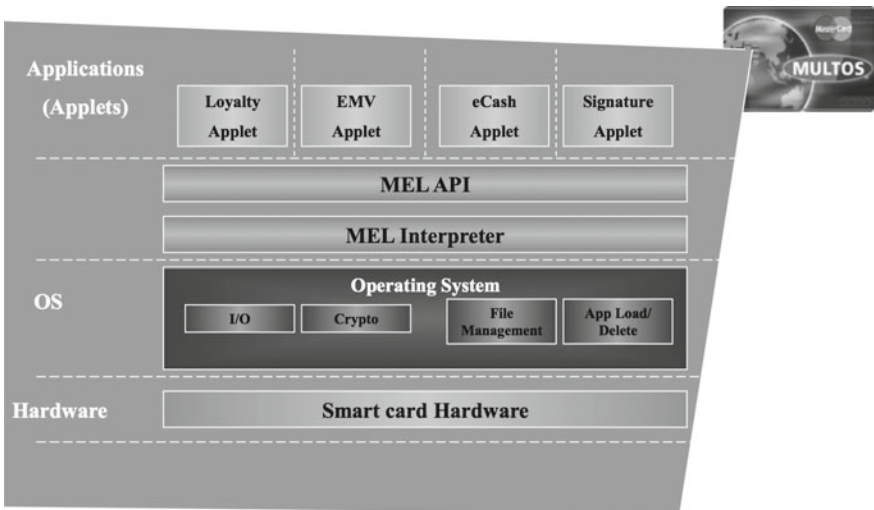 MasterCard
MULTOS
Applications
(Applets)
Loyalty
Applet
EMV
Applet
eCash
Applet
Signature
Applet
MEL API
MEL Interpreter
OS
Operating System
I/O
Crypto
File
Management
App Load/
Delete
Hardware
Smart card Hardware